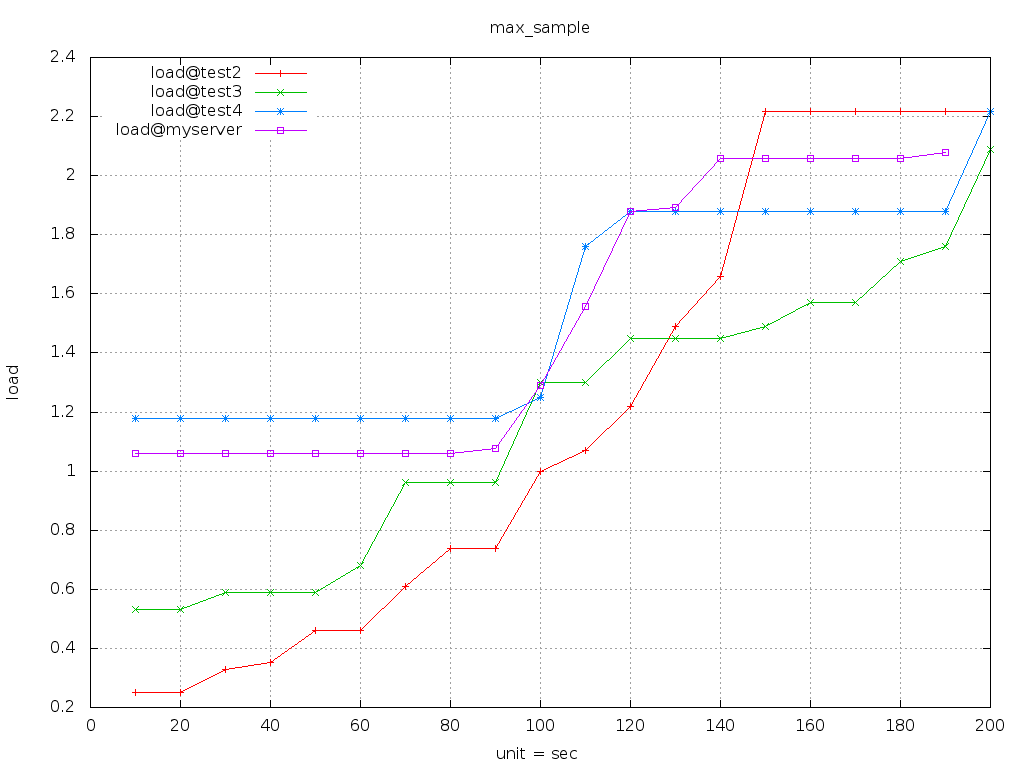 max_sample
load@test2
load@test3
load@test4
load@myserver
2.4
2.2
2
1.8
1.6
1.4
1.2
1
0.8
0.6
0.4
0.2
load
0 20 40 60 80 100 120 140 160 180 200
unit = sec